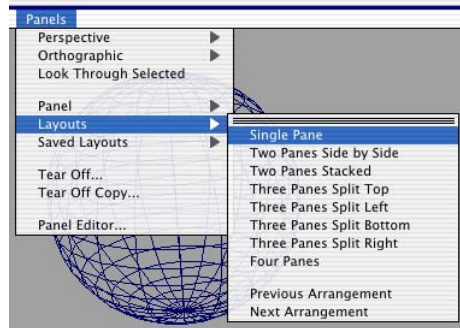 Panels
Perspective
Orthographic
Look Through Selected
Panel
Layouts
Saved Layouts
Tear Off...
Tear Off Copy...
Panel Editor...
Single Pane
Two Panes Side by Side
Two Panes Stacked
Three Panes Split Top
Three Panes Split Left
Three Panes Split Bottom
Three Panes Split Right
Four Panes
Previous Arrangement
Next Arrangement